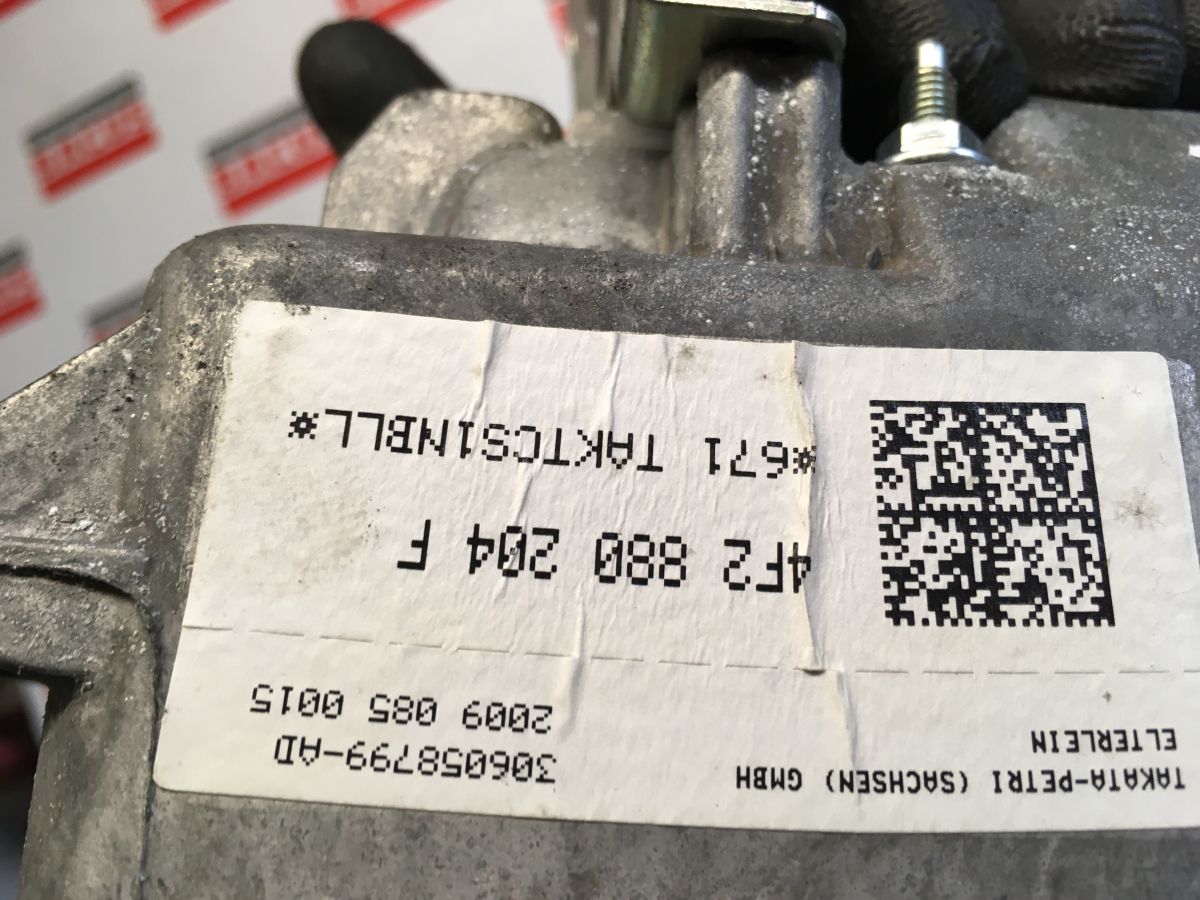 TAKATA-PETRI (SACHSEN) GMBH
ELTERLEIN
306058799-AD
2009 085 0015
4F2 880 204 F
*671 TAKTCS1NBLL*